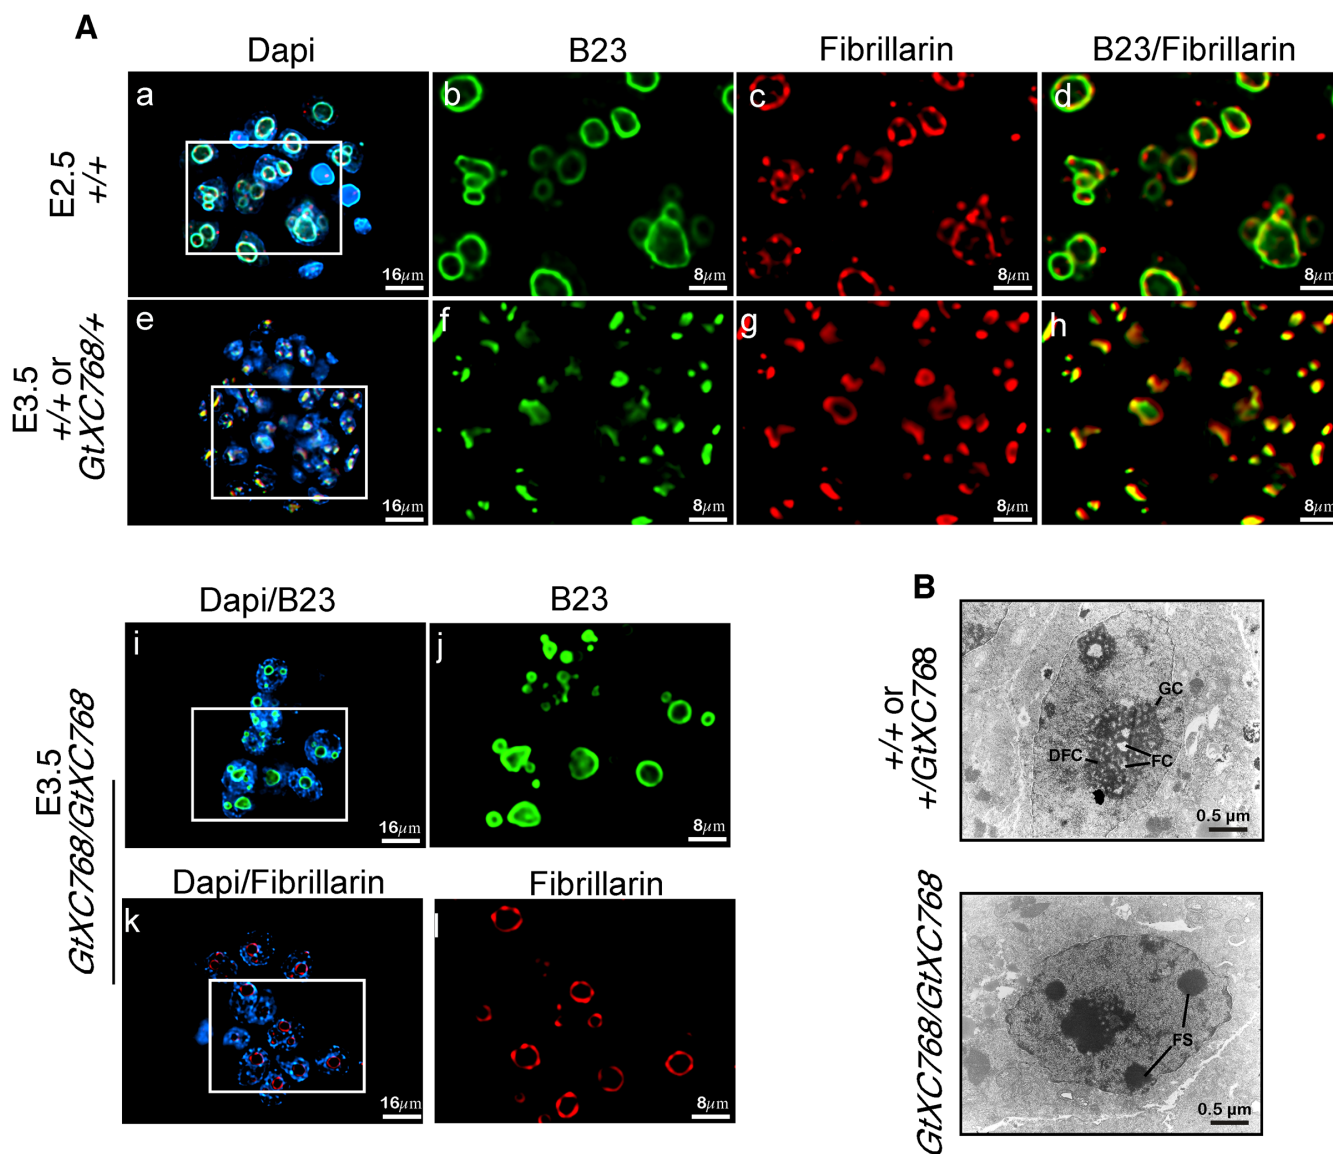 A
Dapi
B23
Fibrillarin
B23/Fibrillarin
E2.5
+/+
a
16µm
b
8µm
c
8µm
d
8µm
E3.5
+/+ or
GtXC768/+
e
16µm
f
8µm
g
8µm
h
8µm
Dapi/B23
B23
E3.5
GtXC768/GtXC768
i
16µm
j
8µm
Dapi/Fibrillarin
Fibrillarin
k
16µm
l
8µm
B
+/+ or
+/GtXC768
GC
DFC
FC
0.5 µm
GtXC768/GtXC768
FS
0.5 µm